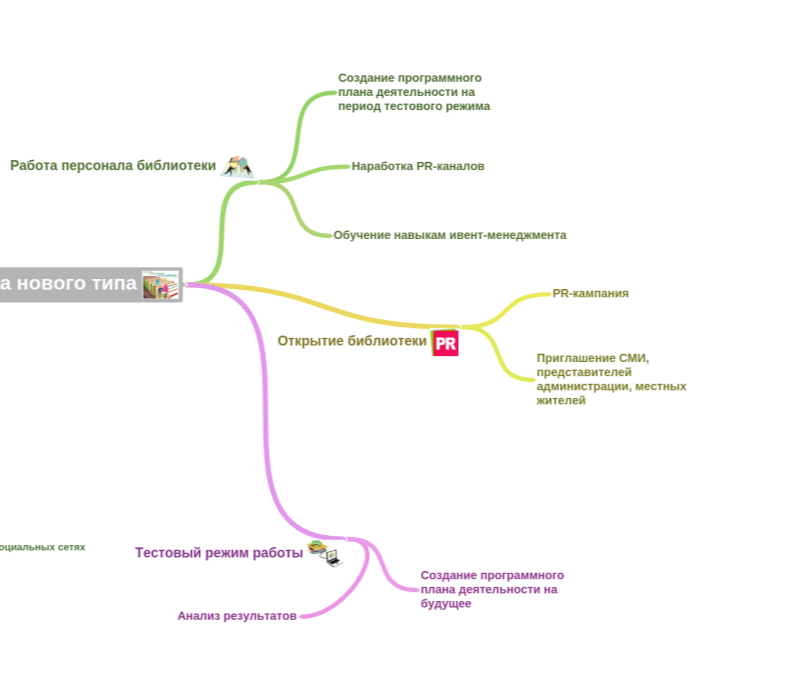 Создание программного
плана деятельности на
период тестового режима
Работа персонала библиотеки
Наработка PR-каналов
Обучение навыкам ивент-менеджмента
а нового типа
PR-кампания
Открытие библиотеки
PR
Приглашение СМИ,
представителей
администрации, местных
жителей
оциальных сетях
Тестовый режим работы
Создание программного
плана деятельности на
будущее
Анализ результатов